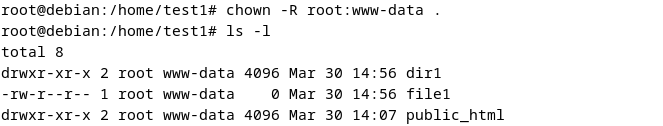 root@debian:/home/test1# chown -R root:www-data .
root@debian:/home/test1# ls -l
total 8
drwxr-xr-x 2 root www-data 4096 Mar 30 14:56 dir1
-rw-r--r-- 1 root www-data    0 Mar 30 14:56 file1
drwxr-xr-x 2 root www-data 4096 Mar 30 14:07 public_html